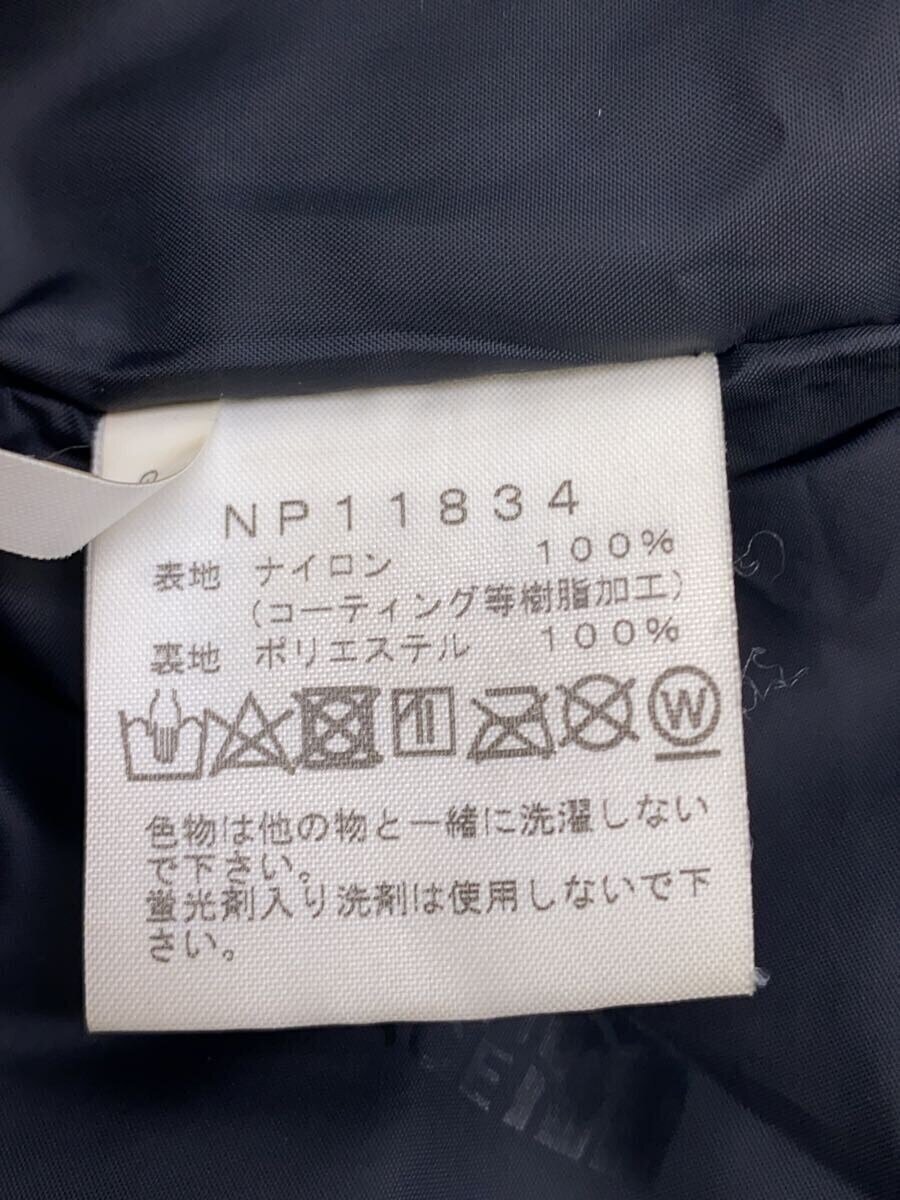 NP11834
表地 ナイロン 100%
(コーティング等樹脂加工)
裏地 ポリエステル 100%
W
色物は他の物と一緒に洗濯しない
で下さい。
蛍光剤入り洗剤は使用しないで下
さい。